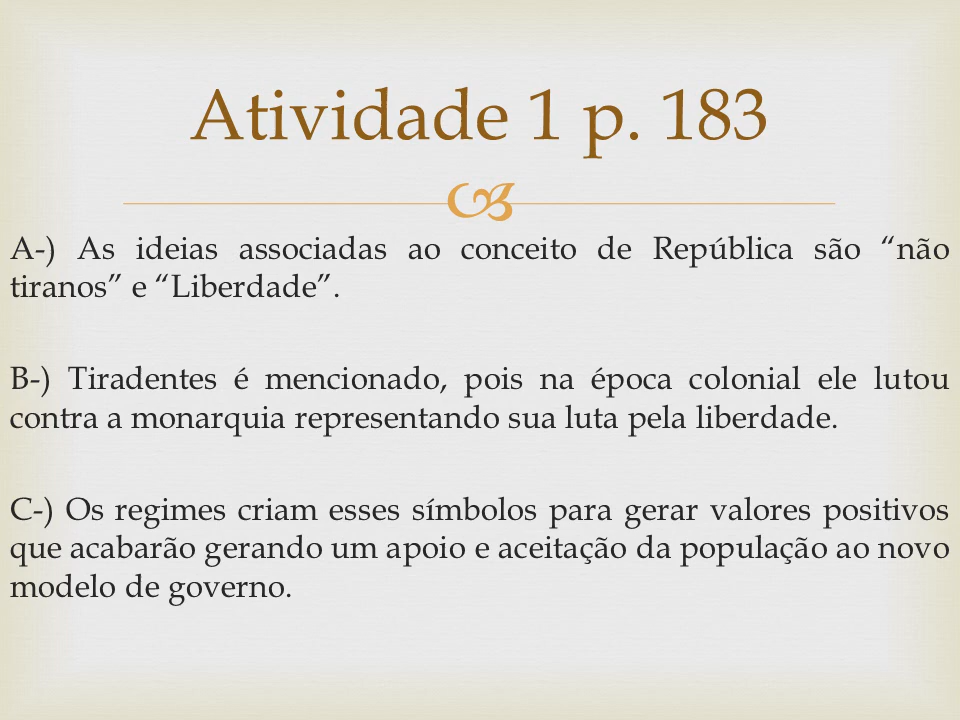 Atividade 1 p. 183
A-) As ideias associadas ao conceito de República são “não
tiranos” e “Liberdade”.
B-) Tiradentes é mencionado, pois na época colonial ele lutou
contra a monarquia representando sua luta pela liberdade.
C-) Os regimes criam esses símbolos para gerar valores positivos
que acabarão gerando um apoio e aceitação da população ao novo
modelo de governo.